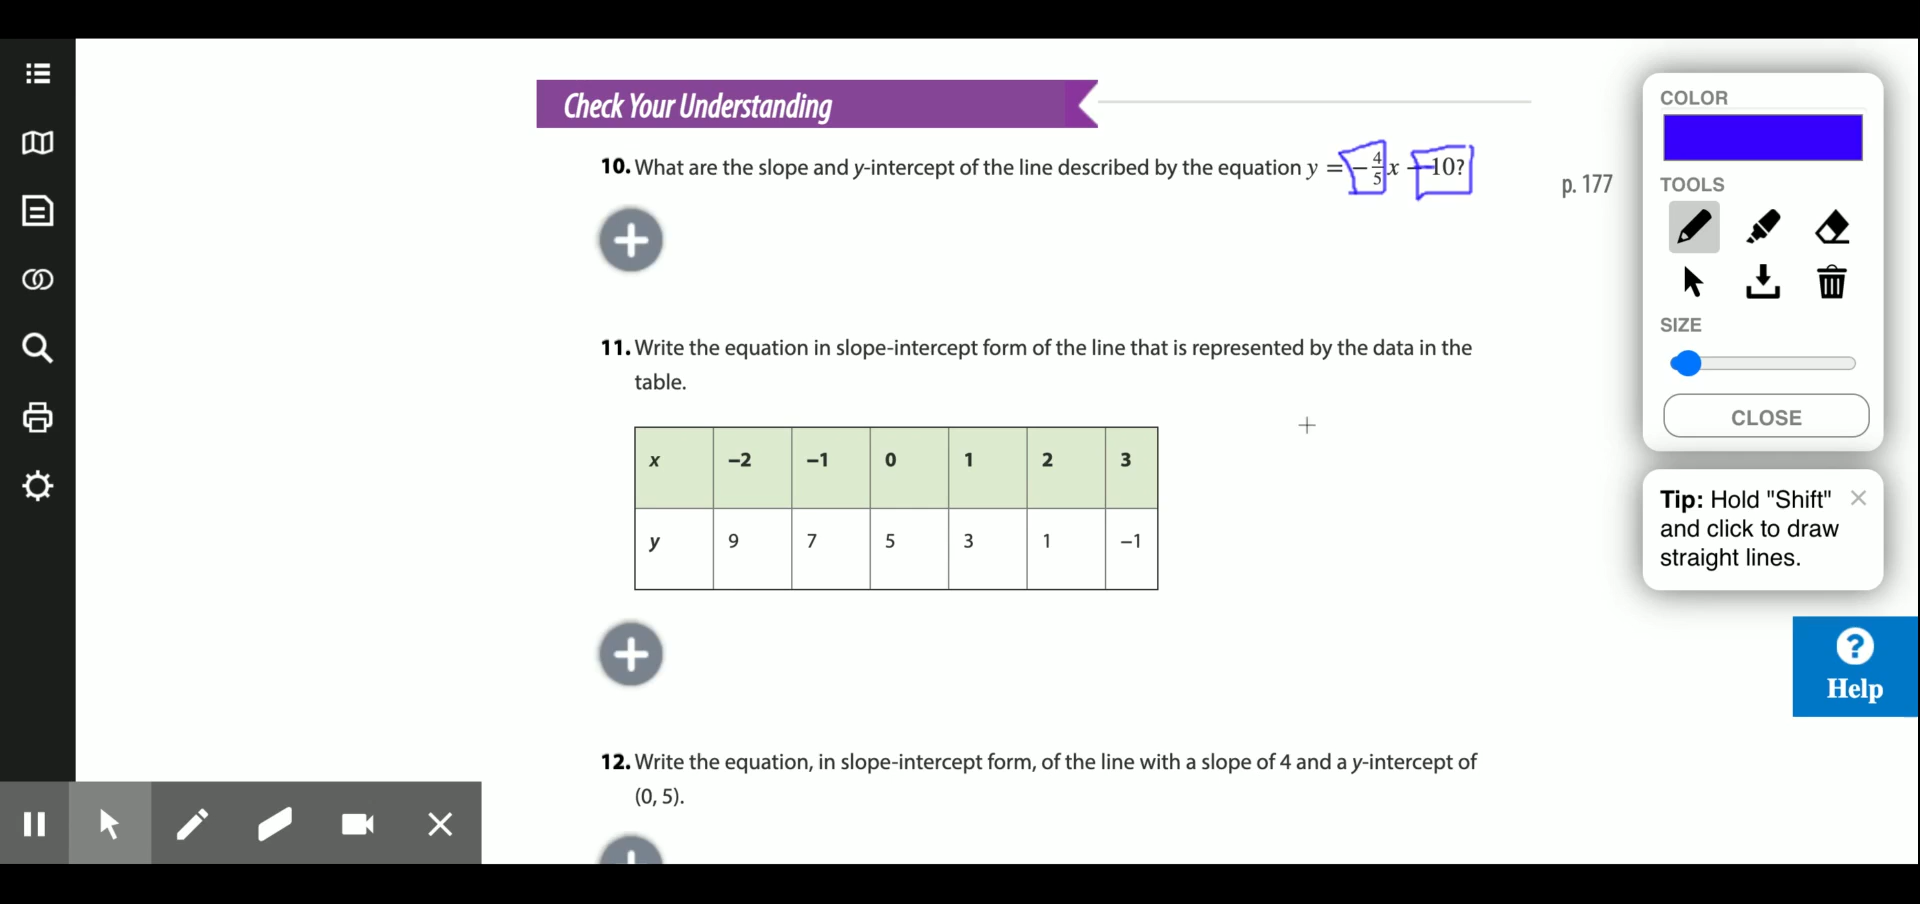 Check Your Understanding
10. What are the slope and y-intercept of the line described by the equation y = −4/5x − 10?
p. 177
11. Write the equation in slope-intercept form of the line that is represented by the data in the
table.
x −2 −1 0 1 2 3
y 9 7 5 3 1 −1
12. Write the equation, in slope-intercept form, of the line with a slope of 4 and a y-intercept of
(0, 5).
COLOR
TOOLS
SIZE
CLOSE
Tip: Hold "Shift"
and click to draw
straight lines.
?
Help